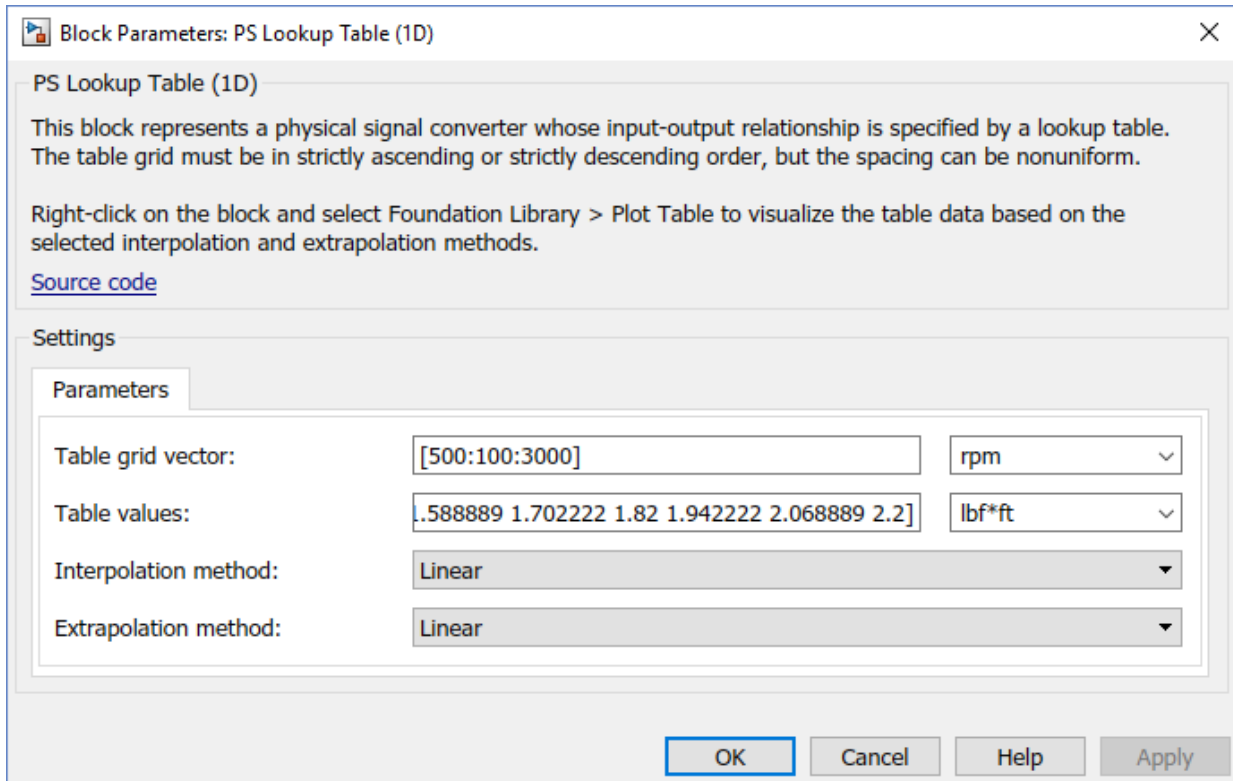 Block Parameters: PS Lookup Table (1D)
PS Lookup Table (1D)
This block represents a physical signal converter whose input-output relationship is specified by a lookup table.
The table grid must be in strictly ascending or strictly descending order, but the spacing can be nonuniform.
Right-click on the block and select Foundation Library > Plot Table to visualize the table data based on the
selected interpolation and extrapolation methods.
Source code
Settings
Parameters
Table grid vector: [500:100:3000] rpm
Table values: 1.588889 1.702222 1.82 1.942222 2.068889 2.2] lbf*ft
Interpolation method: Linear
Extrapolation method: Linear
OK Cancel Help Apply